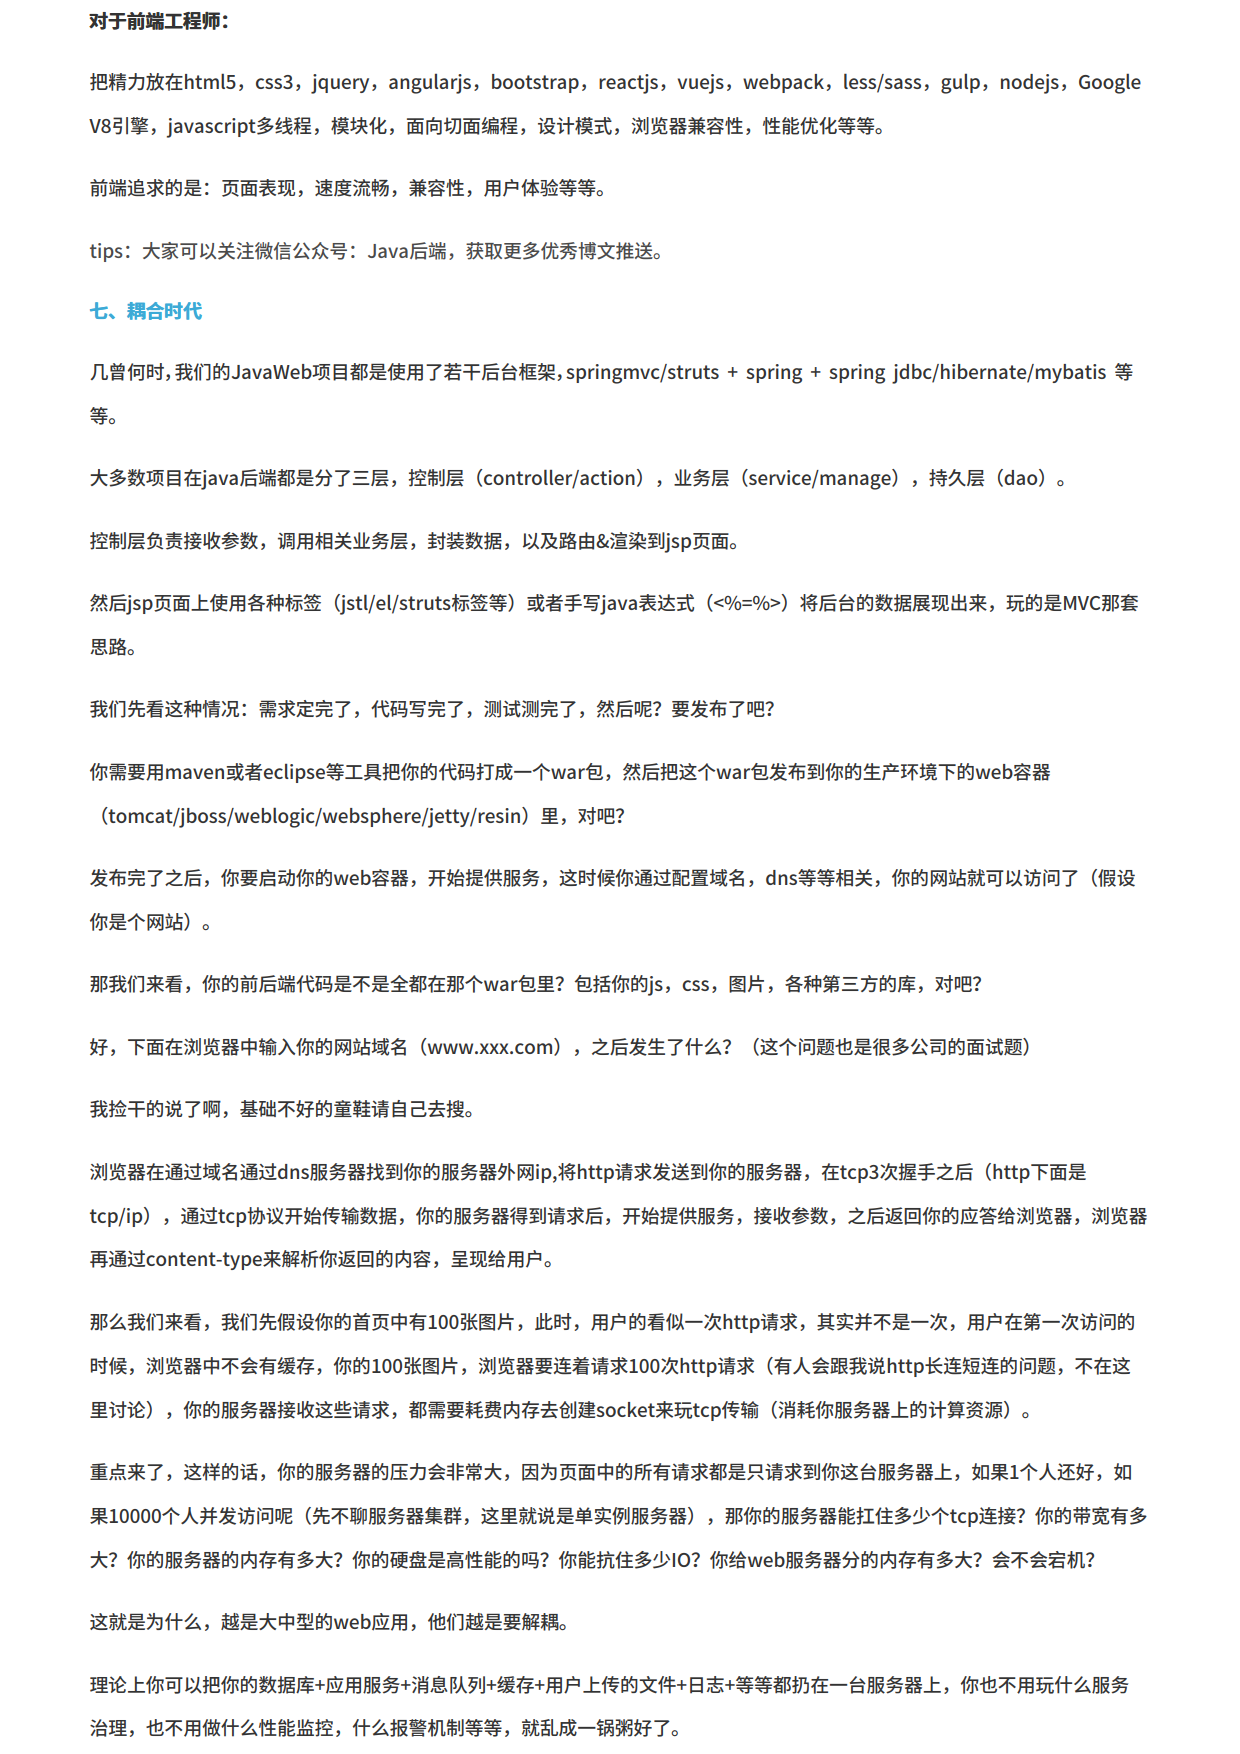 对于前端工程师：
把精力放在html5，css3，jquery，angularjs，bootstrap，reactjs，vuejs，webpack，less/sass，gulp，nodejs，Google
V8引擎，javascript多线程，模块化，面向切面编程，设计模式，浏览器兼容性，性能优化等等。
前端追求的是：页面表现，速度流畅，兼容性，用户体验等等。
tips：大家可以关注微信公众号：Java后端，获取更多优秀博文推送。
七、耦合时代
几曾何时，我们的JavaWeb项目都是使用了若干后台框架，springmvc/struts + spring + spring jdbc/hibernate/mybatis 等
等。
大多数项目在java后端都是分了三层，控制层（controller/action），业务层（service/manage），持久层（dao）。
控制层负责接收参数，调用相关业务层，封装数据，以及路由&渲染到jsp页面。
然后jsp页面上使用各种标签（jstl/el/struts标签等）或者手写java表达式（<%=%>）将后台的数据展现出来，玩的是MVC那套
思路。
我们先看这种情况：需求定完了，代码写完了，测试测完了，然后呢？要发布了吧？
你需要用maven或者eclipse等工具把你的代码打成一个war包，然后把这个war包发布到你的生产环境下的web容器
（tomcat/jboss/weblogic/websphere/jetty/resin）里，对吧？
发布完了之后，你要启动你的web容器，开始提供服务，这时候你通过配置域名，dns等等相关，你的网站就可以访问了（假设
你是个网站）。
那我们来看，你的前后端代码是不是全都在那个war包里？包括你的js，css，图片，各种第三方的库，对吧？
好，下面在浏览器中输入你的网站域名（www.xxx.com），之后发生了什么？（这个问题也是很多公司的面试题）
我捡干的说了啊，基础不好的童鞋请自己去搜。
浏览器在通过域名通过dns服务器找到你的服务器外网ip,将http请求发送到你的服务器，在tcp3次握手之后（http下面是
tcp/ip），通过tcp协议开始传输数据，你的服务器得到请求后，开始提供服务，接收参数，之后返回你的应答给浏览器，浏览器
再通过content-type来解析你返回的内容，呈现给用户。
那么我们来看，我们先假设你的首页中有100张图片，此时，用户的看似一次http请求，其实并不是一次，用户在第一次访问的
时候，浏览器中不会有缓存，你的100张图片，浏览器要连着请求100次http请求（有人会跟我说http长连短连的问题，不在这
里讨论），你的服务器接收这些请求，都需要耗费内存去创建socket来玩tcp传输（消耗你服务器上的计算资源）。
重点来了，这样的话，你的服务器的压力会非常大，因为页面中的所有请求都是只请求到你这台服务器上，如果1个人还好，如
果10000个人并发访问呢（先不聊服务器集群，这里就说是单实例服务器），那你的服务器能扛住多少个tcp连接？你的带宽有多
大？你的服务器的内存有多大？你的硬盘是高性能的吗？你能抗住多少IO？你给web服务器分的内存有多大？会不会宕机？
这就是为什么，越是大中型的web应用，他们越是要解耦。
理论上你可以把你的数据库+应用服务+消息队列+缓存+用户上传的文件+日志+等等都扔在一台服务器上，你也不用玩什么服务
治理，也不用做什么性能监控，什么报警机制等等，就乱成一锅粥好了。